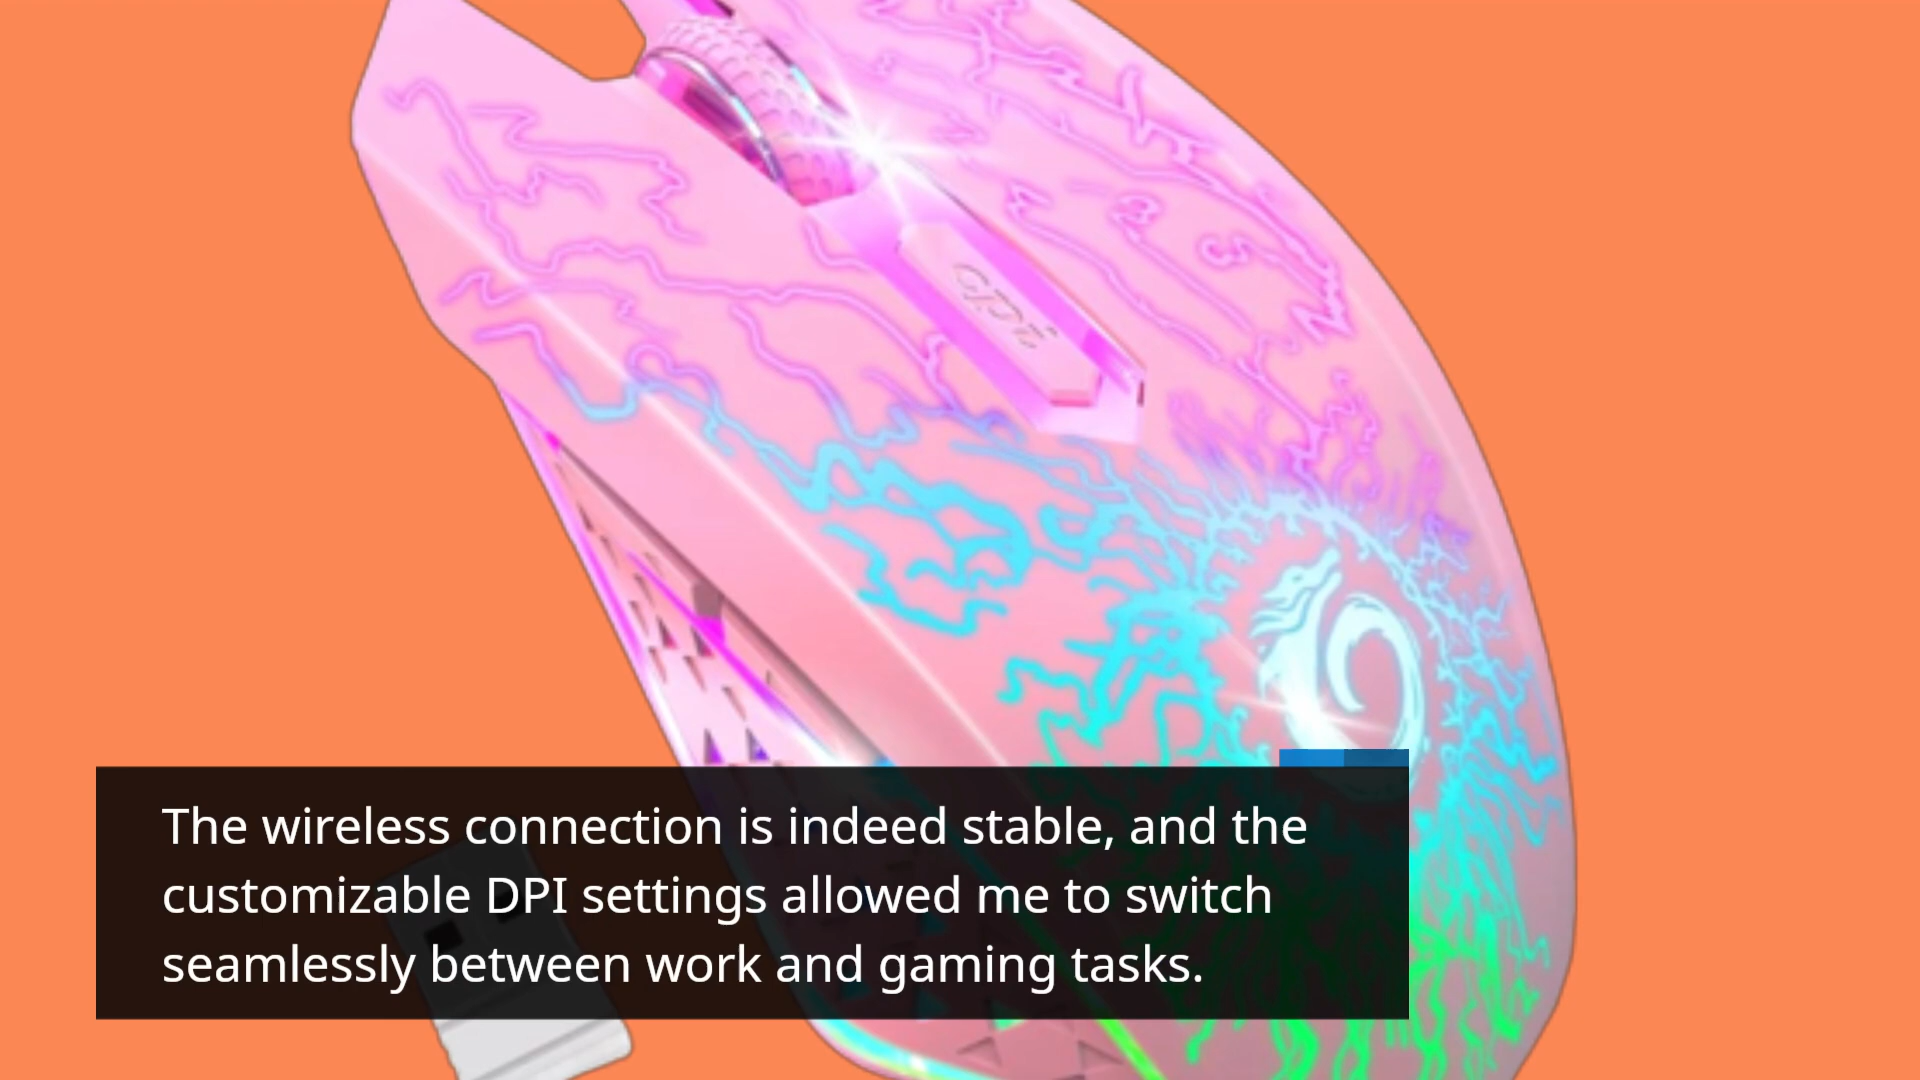 The wireless connection is indeed stable, and the
customizable DPI settings allowed me to switch
seamlessly between work and gaming tasks.